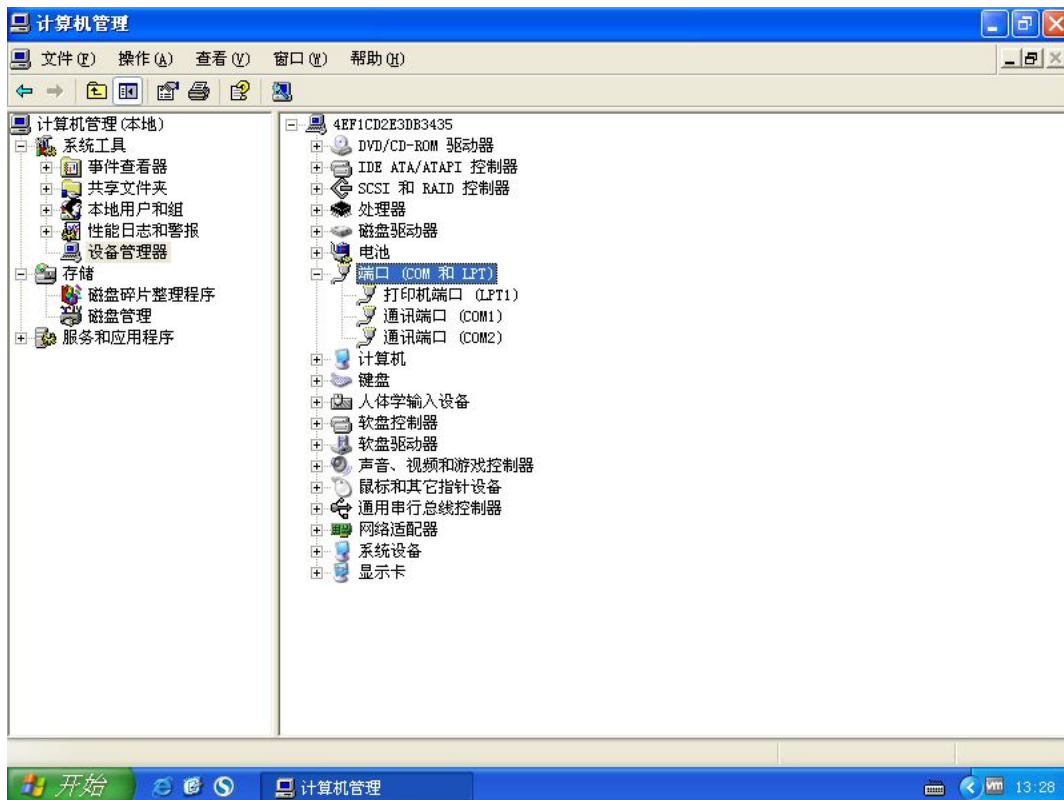 计算机管理
文件(F) 操作(A) 查看(V) 窗口(W) 帮助(H)
计算机管理(本地)
系统工具
事件查看器
共享文件夹
本地用户和组
性能日志和警报
设备管理器
存储
磁盘碎片整理程序
磁盘管理
服务和应用程序
4EF1CD2E3DB3435
DVD/CD-ROM 驱动器
IDE ATA/ATAPI 控制器
SCSI 和 RAID 控制器
处理器
磁盘驱动器
电池
端口 (COM 和 LPT)
打印机端口 (LPT1)
通讯端口 (COM1)
通讯端口 (COM2)
计算机
键盘
人体学输入设备
软盘控制器
软盘驱动器
声音、视频和游戏控制器
鼠标和其它指针设备
通用串行总线控制器
网络适配器
系统设备
显示卡
开始 计算机管理 vm 13:28